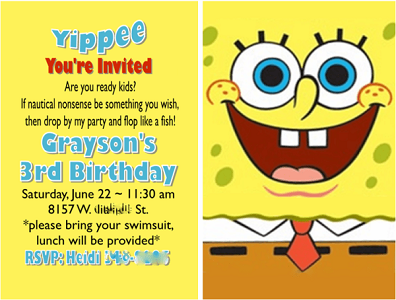 Yippee
You're Invited
Are you ready kids?
If nautical nonsense be something you wish,
then drop by my party and flop like a fish!
Grayson's
3rd Birthday
Saturday, June 22 ~ 11:30 am
8157 W. St.
*please bring your swimsuit,
lunch will be provided*
RSVP: Heidi